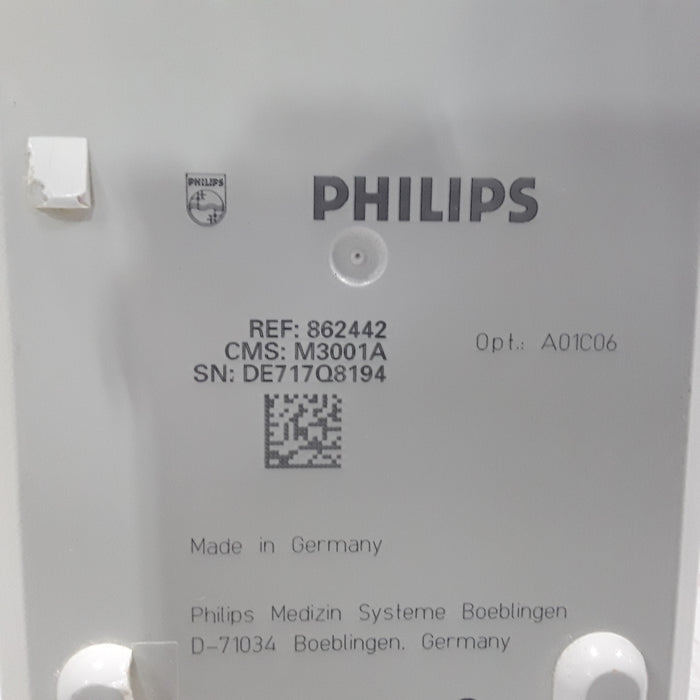 PHILIPS
PHILIPS
REF: 862442
CMS: M3001A
SN: DE717Q8194
Opt.: A01C06
Made in Germany
Philips Medizin Systeme Boeblingen
D-71034 Boeblingen. Germany